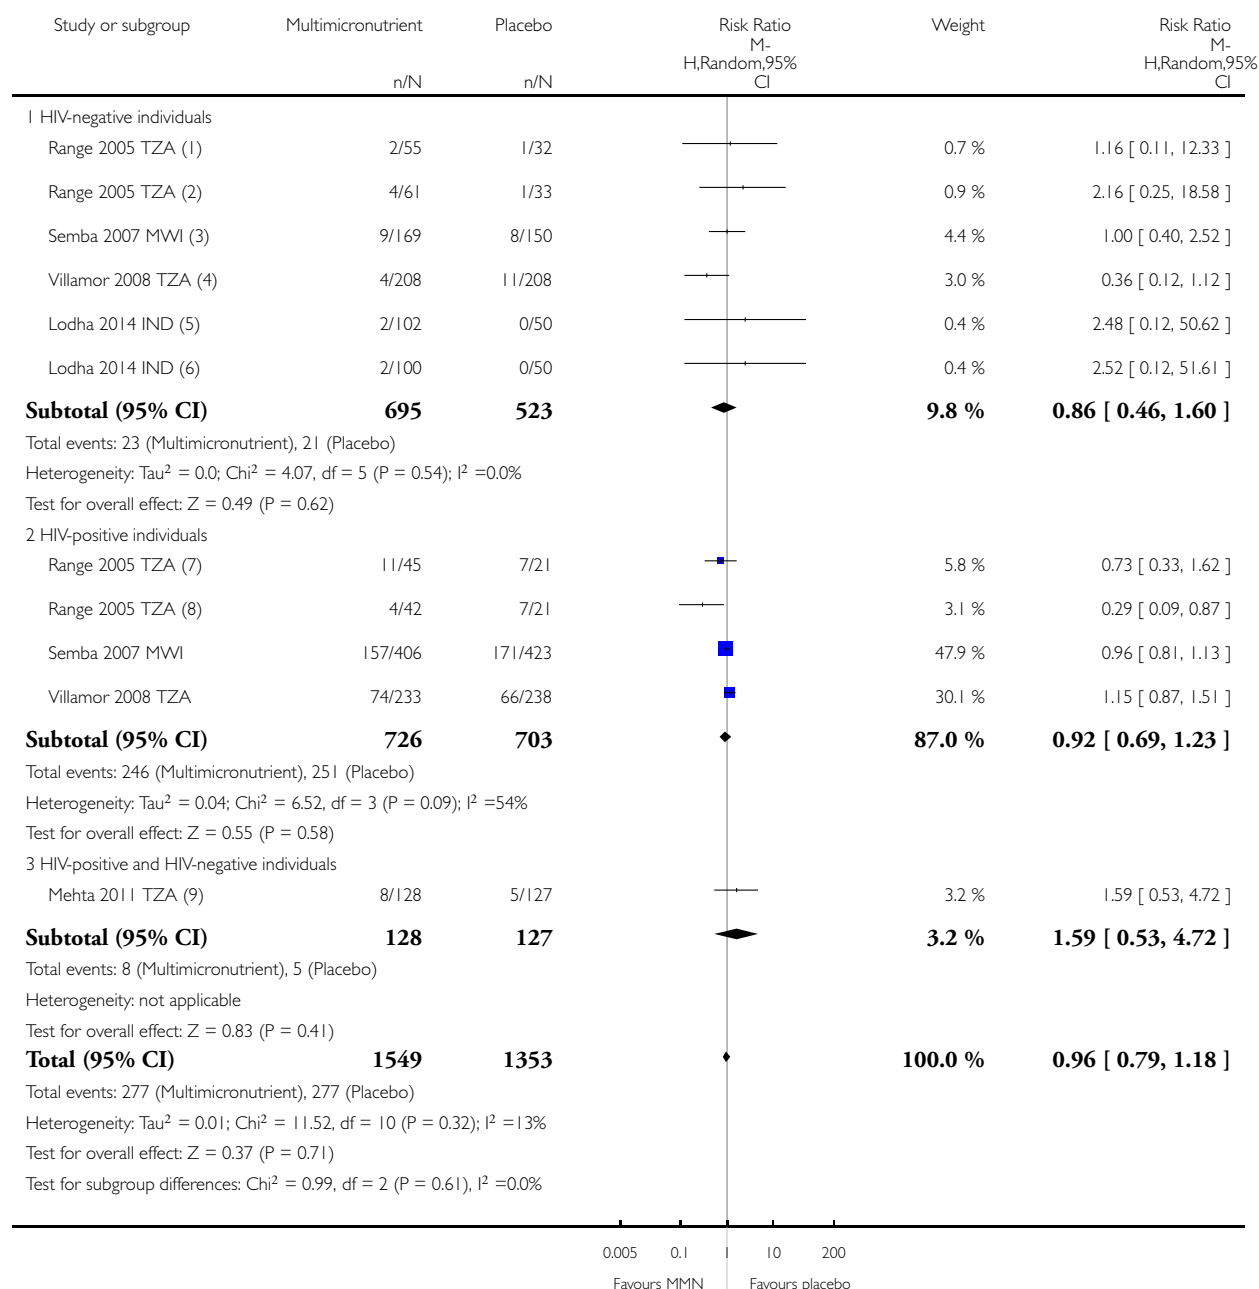 Study or subgroup Multimicronutrient Placebo Risk Ratio Weight Risk Ratio
M- M-
H,Random,95% H,Random,95%
n/N n/N CI CI
1 HIV-negative individuals
Range 2005 TZA (1) 2/55 1/32 0.7 % 1.16 [ 0.11, 12.33 ]
Range 2005 TZA (2) 4/61 1/33 0.9 % 2.16 [ 0.25, 18.58 ]
Semba 2007 MWI (3) 9/169 8/150 4.4 % 1.00 [ 0.40, 2.52 ]
Villamor 2008 TZA (4) 4/208 11/208 3.0 % 0.36 [ 0.12, 1.12 ]
Lodha 2014 IND (5) 2/102 0/50 0.4 % 2.48 [ 0.12, 50.62 ]
Lodha 2014 IND (6) 2/100 0/50 0.4 % 2.52 [ 0.12, 51.61 ]
Subtotal (95% CI) 695 523 9.8 % 0.86 [ 0.46, 1.60 ]
Total events: 23 (Multimicronutrient), 21 (Placebo)
Heterogeneity: Tau² = 0.0; Chi² = 4.07, df = 5 (P = 0.54); I² =0.0%
Test for overall effect: Z = 0.49 (P = 0.62)
2 HIV-positive individuals
Range 2005 TZA (7) 11/45 7/21 5.8 % 0.73 [ 0.33, 1.62 ]
Range 2005 TZA (8) 4/42 7/21 3.1 % 0.29 [ 0.09, 0.87 ]
Semba 2007 MWI 157/406 171/423 47.9 % 0.96 [ 0.81, 1.13 ]
Villamor 2008 TZA 74/233 66/238 30.1 % 1.15 [ 0.87, 1.51 ]
Subtotal (95% CI) 726 703 87.0 % 0.92 [ 0.69, 1.23 ]
Total events: 246 (Multimicronutrient), 251 (Placebo)
Heterogeneity: Tau² = 0.04; Chi² = 6.52, df = 3 (P = 0.09); I² =54%
Test for overall effect: Z = 0.55 (P = 0.58)
3 HIV-positive and HIV-negative individuals
Mehta 2011 TZA (9) 8/128 5/127 3.2 % 1.59 [ 0.53, 4.72 ]
Subtotal (95% CI) 128 127 3.2 % 1.59 [ 0.53, 4.72 ]
Total events: 8 (Multimicronutrient), 5 (Placebo)
Heterogeneity: not applicable
Test for overall effect: Z = 0.83 (P = 0.41)
Total (95% CI) 1549 1353 100.0 % 0.96 [ 0.79, 1.18 ]
Total events: 277 (Multimicronutrient), 277 (Placebo)
Heterogeneity: Tau² = 0.01; Chi² = 11.52, df = 10 (P = 0.32); I² =13%
Test for overall effect: Z = 0.37 (P = 0.71)
Test for subgroup differences: Chi² = 0.99, df = 2 (P = 0.61), I² =0.0%
0.005 0.1 1 10 200
Favours MMN Favours placebo